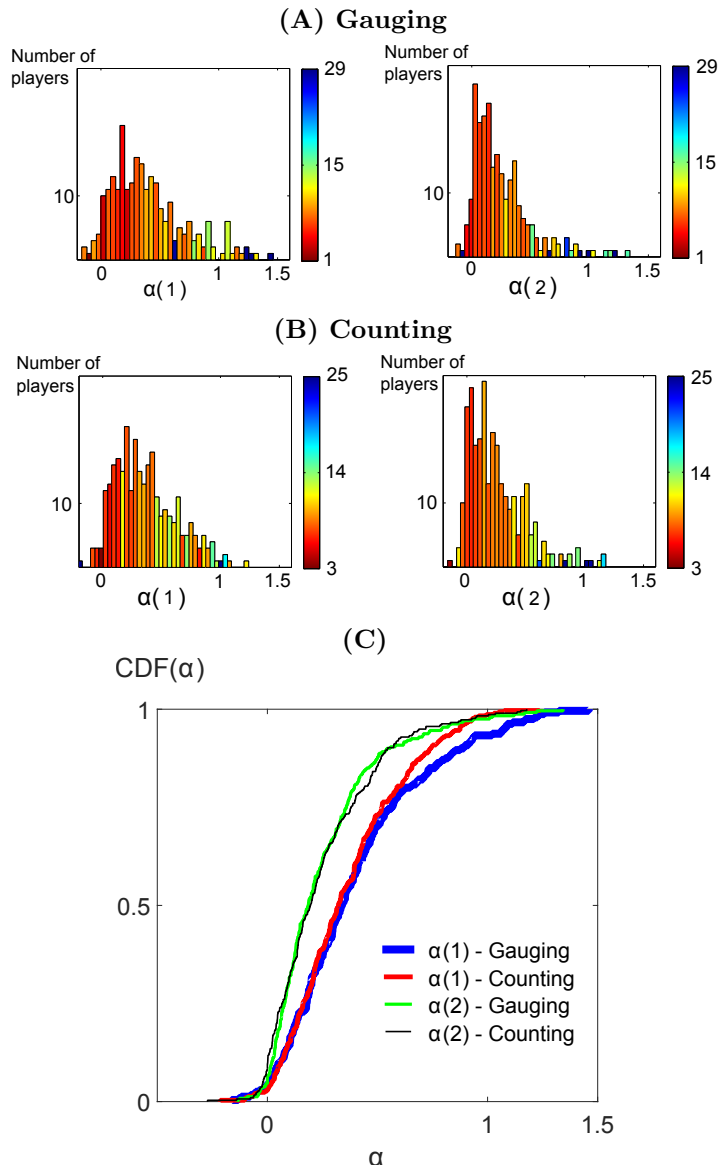 (A) Gauging
Number of
players
10
0
1
1.5
α(1)
29
15
1
Number of
players
10
0
1
1.5
α(2)
29
15
1
(B) Counting
Number of
players
10
0
1
1.5
α(1)
25
14
3
Number of
players
10
0
1
1.5
α(2)
25
14
3
(C)
CDF(α)
1
0.5
0
0
1
1.5
α
α(1) - Gauging
α(1) - Counting
α(2) - Gauging
α(2) - Counting